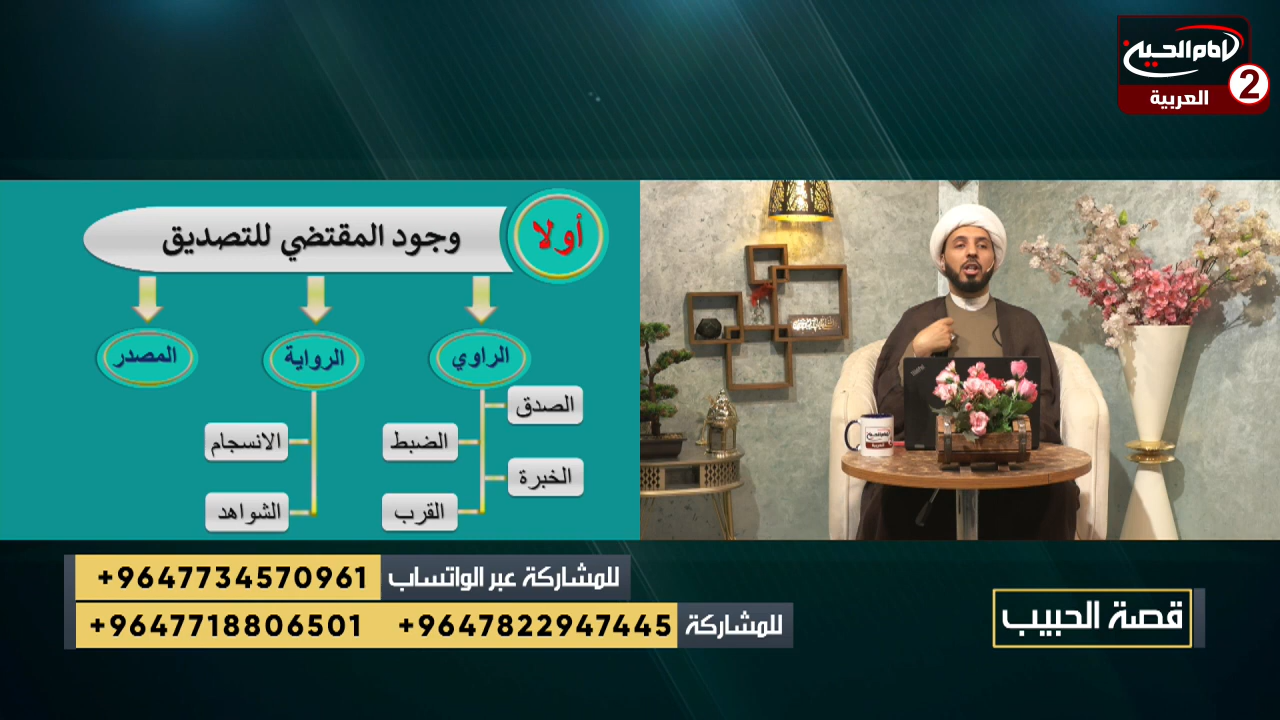 إمام الحسين
2
العربية
أولا
وجود المقتضي للتصديق
الراوي
الرواية
المصدر
الصدق
الضبط
الخبرة
القرب
الانسجام
الشواهد
للمشاركة عبر الواتساب +9647734570961
للمشاركة +9647822947445 +9647718806501
قصة الحبيب